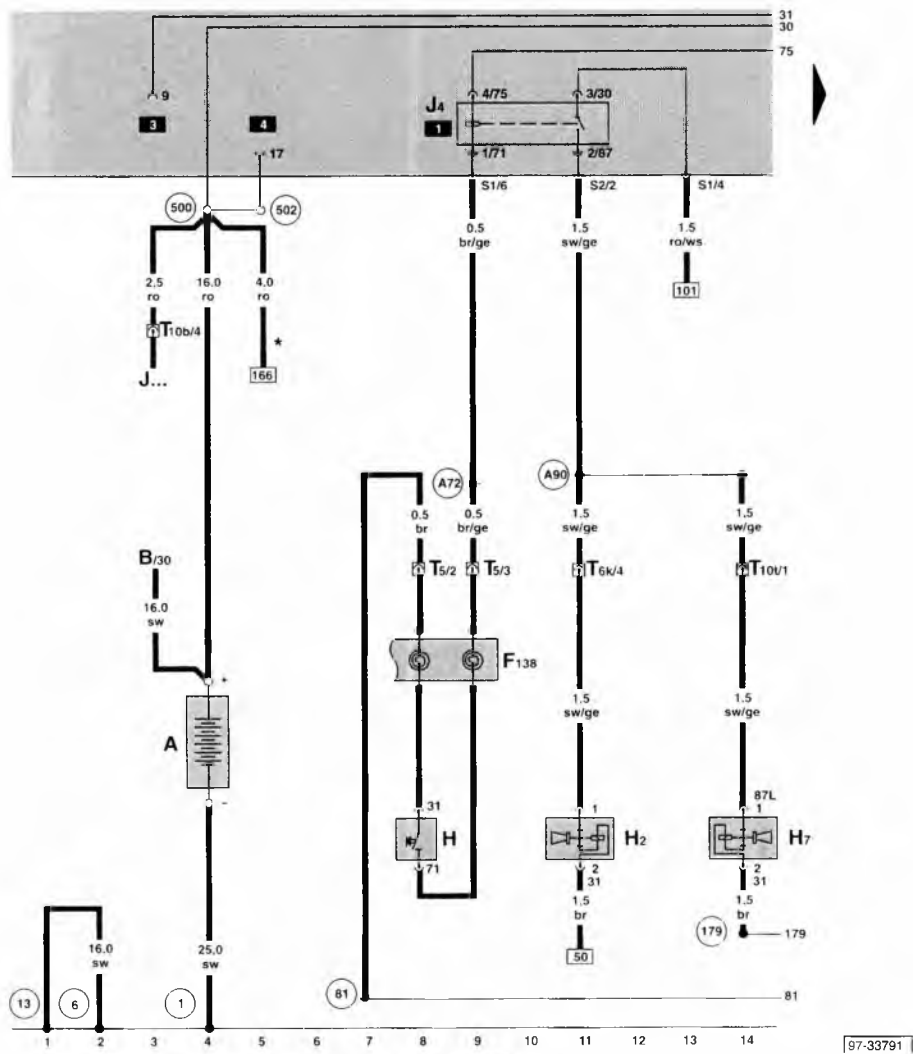 31
30
75
9
3
4
17
J4
1
4/75
3/30
1/71
2/87
S1/6
S2/2
S1/4
500
502
0.5
br/ge
1.5
sw/ge
1.5
ro/ws
101
2.5
ro
16.0
ro
4.0
ro
*
T10b/4
J...
166
A72
A90
0.5
br
0.5
br/ge
1.5
sw/ge
1.5
sw/ge
B/30
T5/2
T5/3
T6k/4
T10t/1
16.0
sw
F138
+
A
1.5
sw/ge
1.5
sw/ge
-
31
H
71
1
H2
2
31
87L
1
H7
2
31
1.5
br
50
1.5
br
179
179
16.0
sw
25,0
sw
13
6
1
81
81
1 2 3 4 5 6 7 8 9 10 11 12 13 14
97-33791